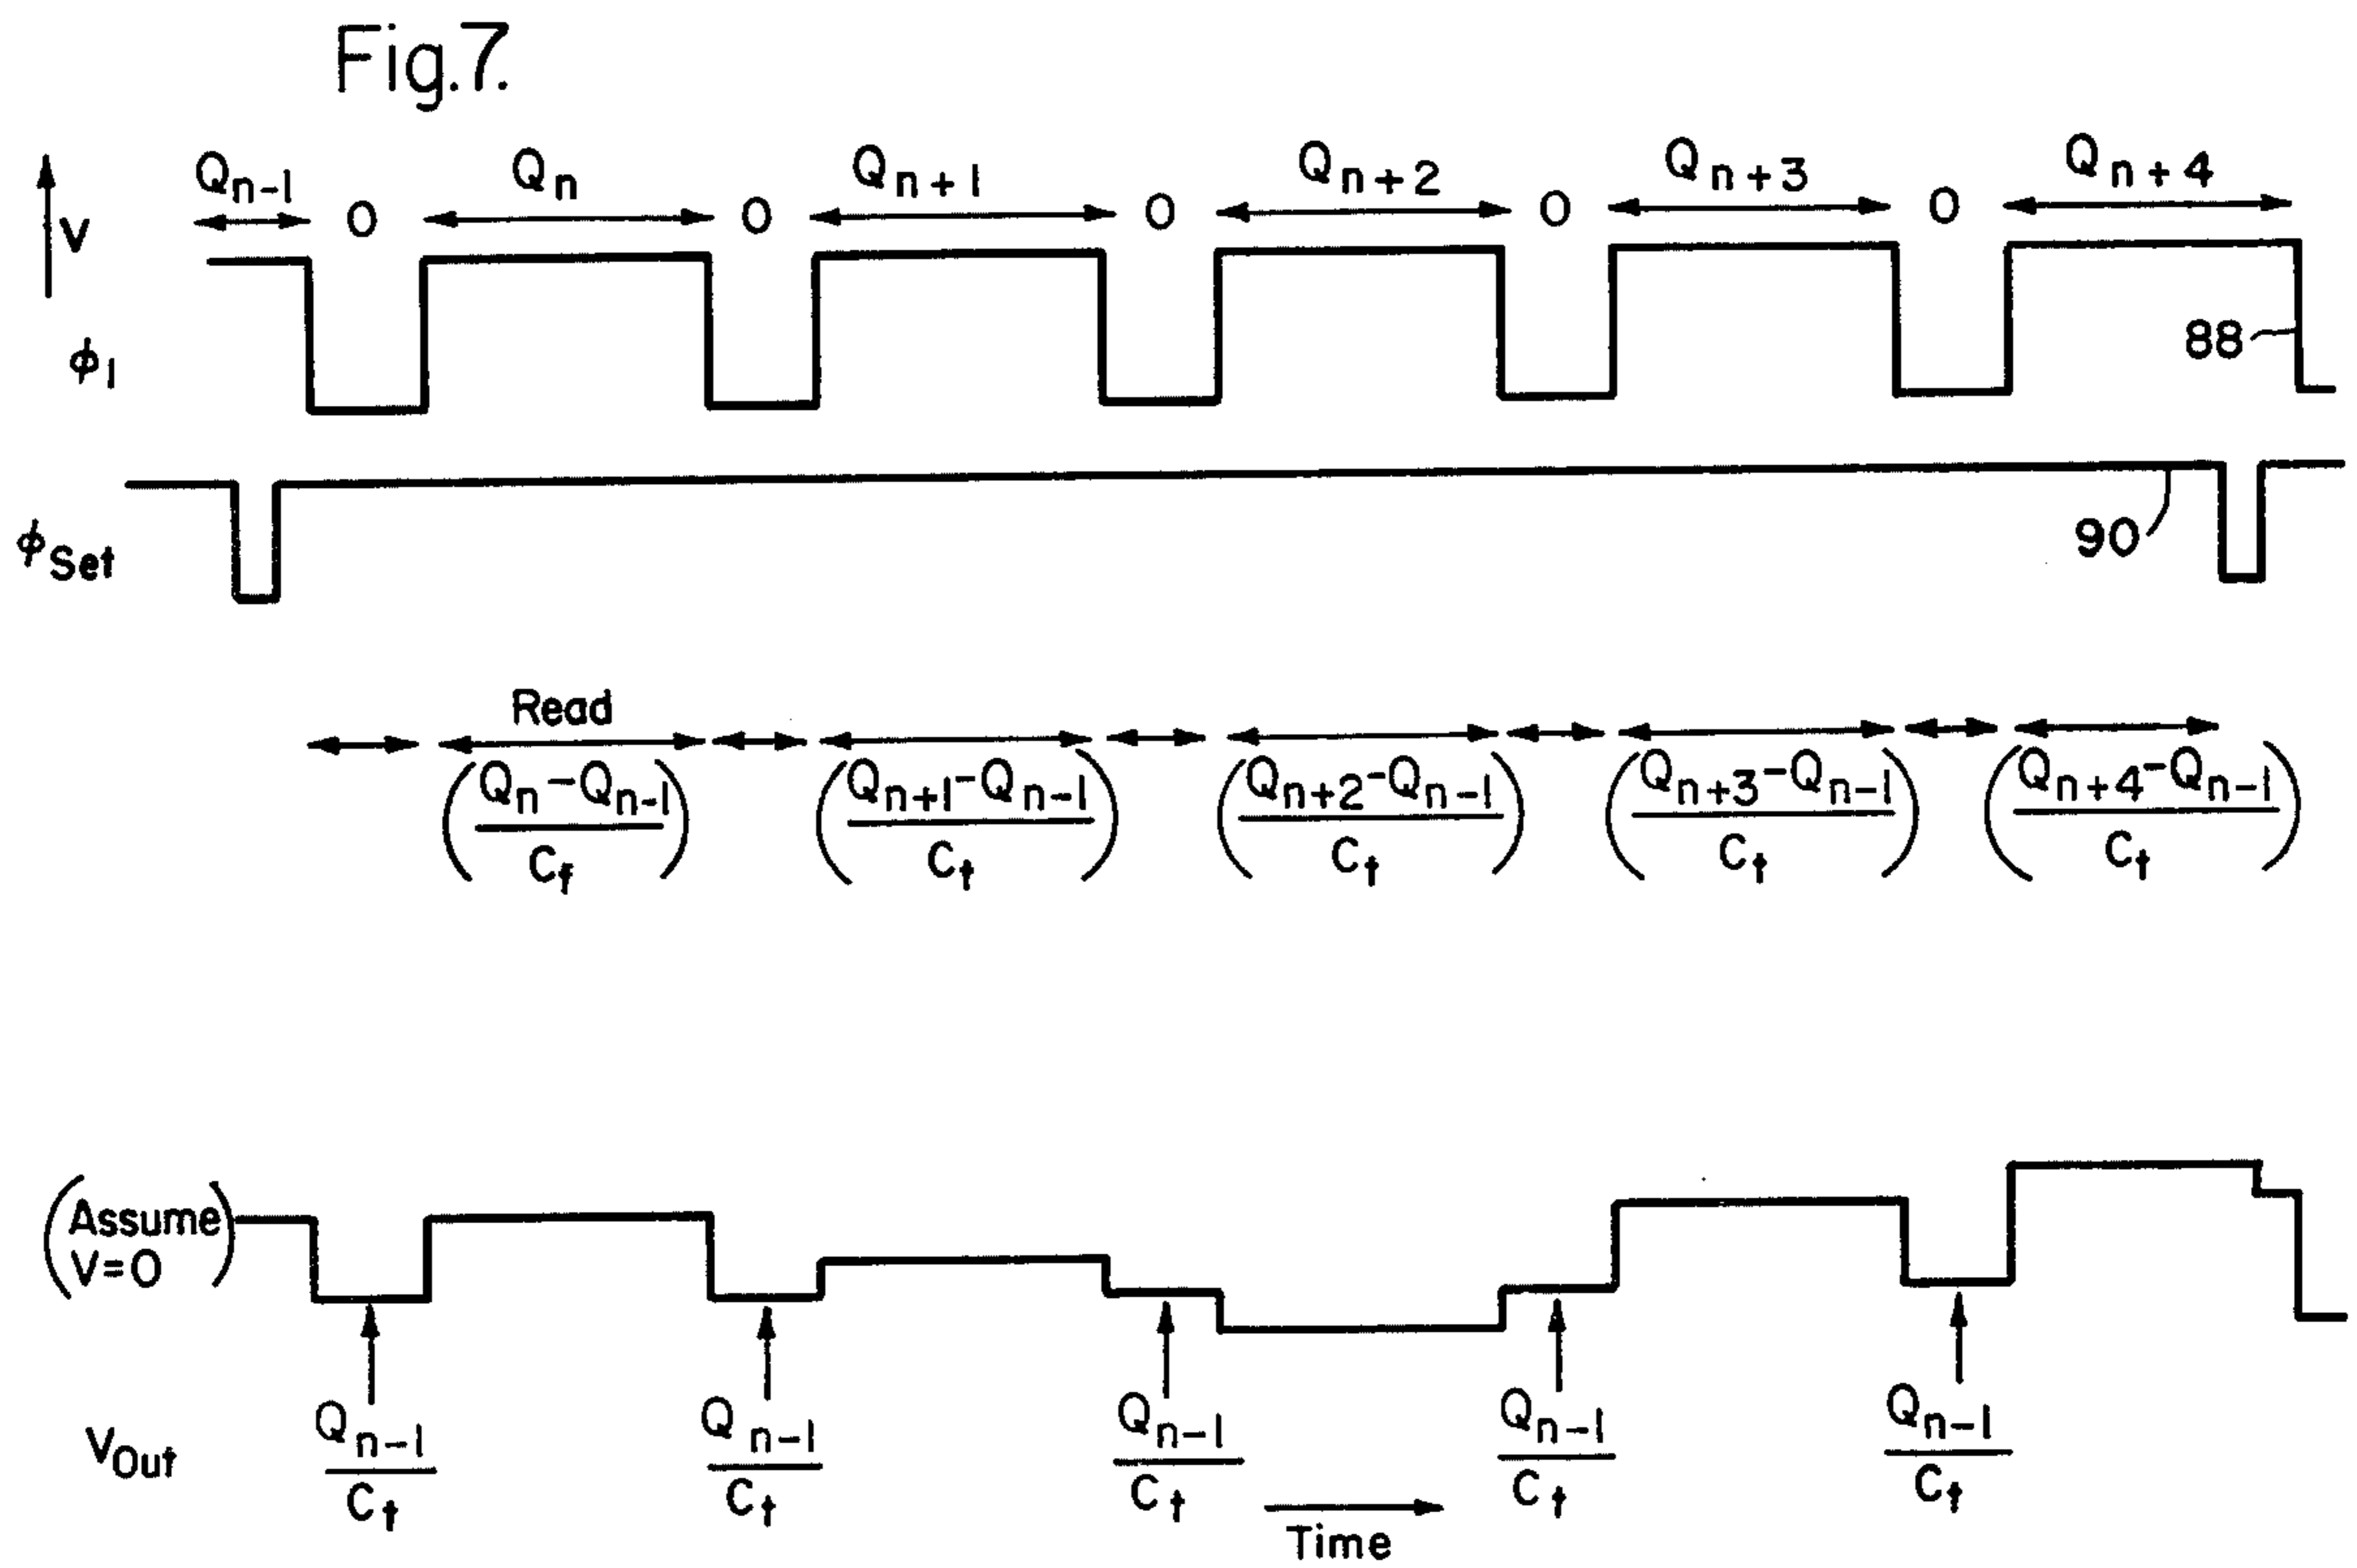 Fig.7.
V
Qn-1 0 Qn 0 Qn+1 0 Qn+2 0 Qn+3 0 Qn+4
ϕ1
88
ϕSet
90
Read
(Qn-Qn-1) (Qn+1-Qn-1) (Qn+2-Qn-1) (Qn+3-Qn-1) (Qn+4-Qn-1)
Ct Ct Ct Ct Ct
(Assume
V=0)
Qn-1 Qn-1 Qn-1 Qn-1 Qn-1
VOut
Ct Ct Ct Ct Ct
Time